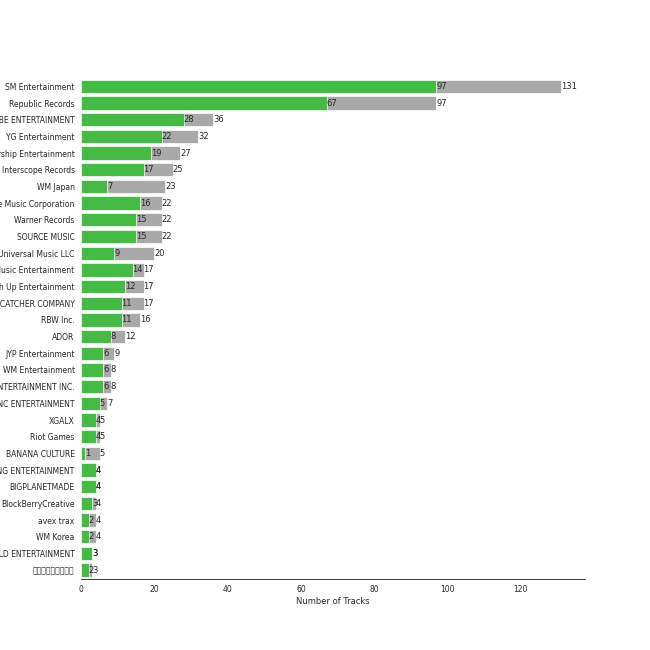 SM Entertainment 97 131
Republic Records 67 97
BE ENTERTAINMENT 28 36
YG Entertainment 22 32
rship Entertainment 19 27
Interscope Records 17 25
WM Japan 7 23
e Music Corporation 16 22
Warner Records 15 22
SOURCE MUSIC 15 22
Universal Music LLC 9 20
usic Entertainment 14 17
h Up Entertainment 12 17
CATCHER COMPANY 11 17
RBW Inc. 11 16
ADOR 8 12
JYP Entertainment 6 9
WM Entertainment 6 8
NTERTAINMENT INC. 6 8
NC ENTERTAINMENT 5 7
XGALX 4 5
Riot Games 4 5
BANANA CULTURE 1 5
NG ENTERTAINMENT 4
BIGPLANETMADE 4
BlockBerryCreative 3 4
avex trax 2 4
WM Korea 2 4
LD ENTERTAINMENT 3
2 3
0 20 40 60 80 100 120
Number of Tracks